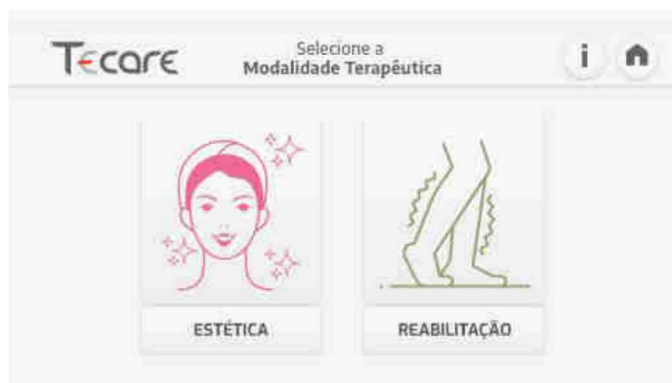 Tecare
Selecione a
Modalidade Terapêutica
i
ESTÉTICA
REABILITAÇÃO